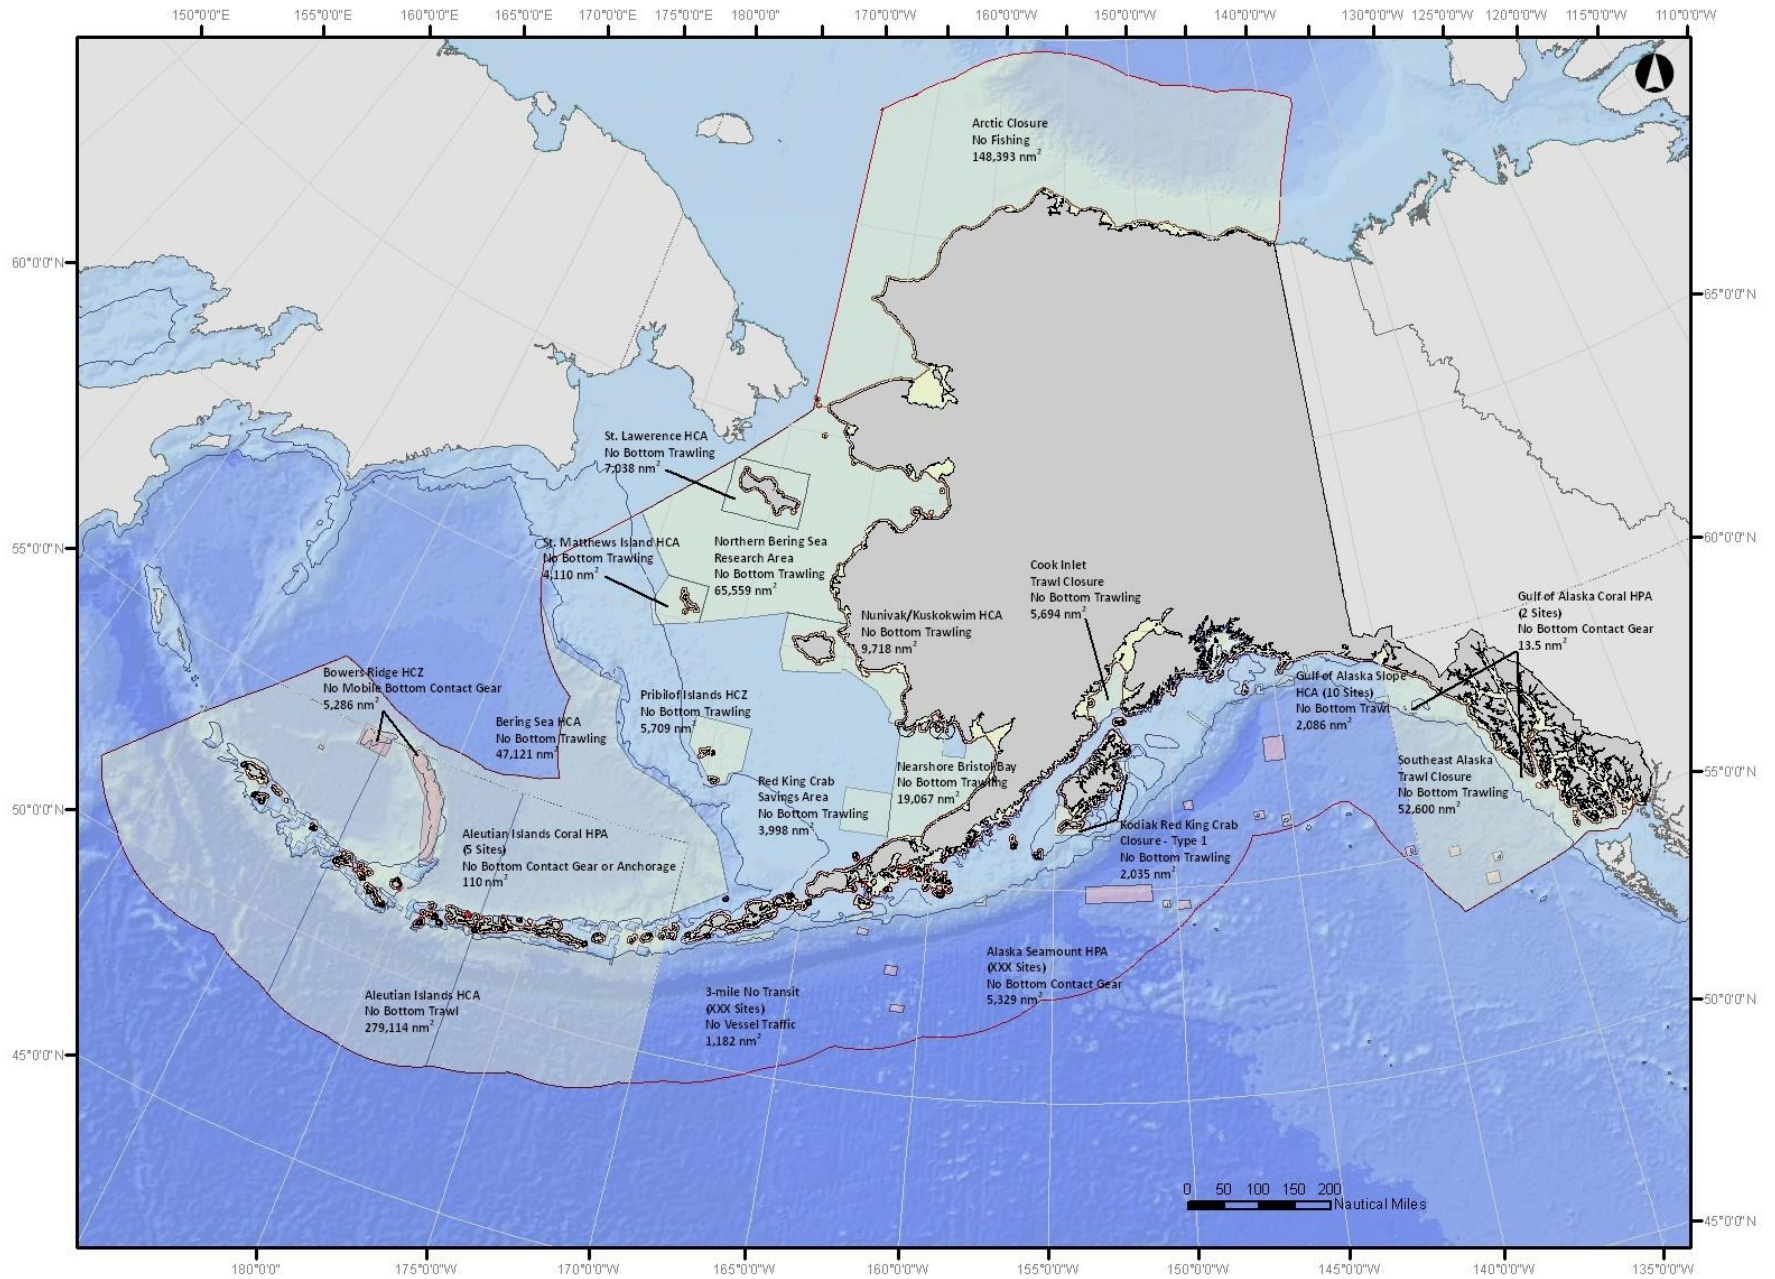 150°0'0"E 155°0'0"E 160°0'0"E 165°0'0"E 170°0'0"E 175°0'0"E 180°0'0" 170°0'0"W 160°0'0"W 150°0'0"W 140°0'0"W 130°0'0"W 125°0'0"W 120°0'0"W 115°0'0"W 110°0'0"W
Arctic Closure
No Fishing
148,393 nm²
60°0'0"N
65°0'0"N
St. Lawerence HCA
No Bottom Trawling
7,038 nm²
St. Matthews Island HCA
No Bottom Trawling
4,110 nm²
Northern Bering Sea
Research Area
No Bottom Trawling
65,559 nm²
55°0'0"N
60°0'0"N
Cook Inlet
Trawl Closure
No Bottom Trawling
5,694 nm²
Gulf of Alaska Coral HPA
(2 Sites)
No Bottom Contact Gear
13.5 nm²
Nunivak/Kuskokwim HCA
No Bottom Trawling
9,718 nm²
Bowers Ridge HCZ
No Mobile Bottom Contact Gear
5,286 nm²
Bering Sea HCA
No Bottom Trawling
47,121 nm²
Pribilof Islands HCZ
No Bottom Trawling
5,709 nm²
Gulf of Alaska Slope
HCA (10 Sites)
No Bottom Trawl
2,086 nm²
Nearshore Bristol Bay
No Bottom Trawling
19,067 nm²
Southeast Alaska
Trawl Closure
No Bottom Trawling
52,600 nm²
55°0'0"N
Red King Crab
Savings Area
No Bottom Trawling
3,998 nm²
50°0'0"N
Aleutian Islands Coral HPA
(5 Sites)
No Bottom Contact Gear or Anchorage
110 nm²
Kodiak Red King Crab
Closure - Type 1
No Bottom Trawling
2,035 nm²
Aleutian Islands HCA
No Bottom Trawl
279,114 nm²
3-mile No Transit
(XXX Sites)
No Vessel Traffic
1,182 nm²
Alaska Seamount HPA
(XXX Sites)
No Bottom Contact Gear
5,329 nm²
50°0'0"N
45°0'0"N
0 50 100 150 200
Nautical Miles
45°0'0"N
180°0'0" 175°0'0"W 170°0'0"W 165°0'0"W 160°0'0"W 155°0'0"W 150°0'0"W 145°0'0"W 140°0'0"W 135°0'0"W